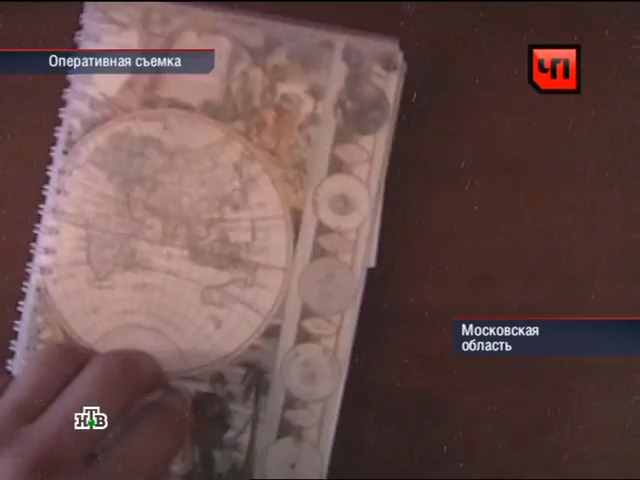 Оперативная съемка
ЧП
Московская
область
НТВ